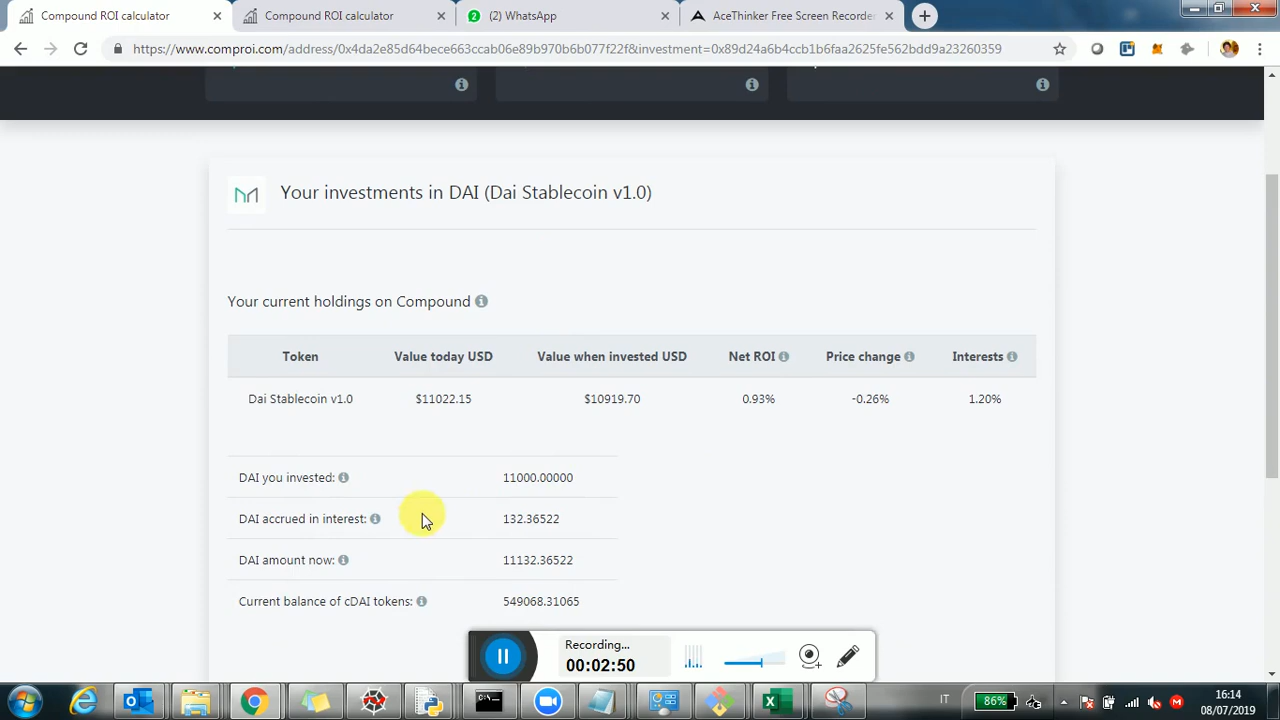 Compound ROI calculator
Compound ROI calculator
(2) WhatsApp
AceThinker Free Screen Recorder
https://www.comproi.com/address/0x4da2e85d64bece663ccab06e89b970b6b077f22f&investment=0x89d24a6b4ccb1b6faa2625fe562bdd9a23260359
Your investments in DAI (Dai Stablecoin v1.0)
Your current holdings on Compound
Token Value today USD Value when invested USD Net ROI Price change Interests
Dai Stablecoin v1.0 $11022.15 $10919.70 0.93% -0.26% 1.20%
DAI you invested: 11000.00000
DAI accrued in interest: 132.36522
DAI amount now: 11132.36522
Current balance of cDAI tokens: 549068.31065
Recording...
00:02:50
IT
86%
16:14
08/07/2019